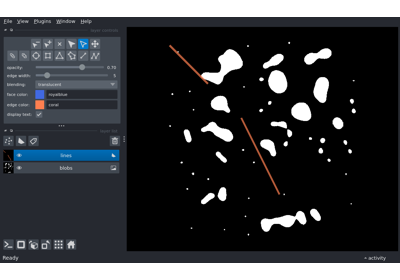 File View Plugins Window Help
opacity: 0.70
edge width: 5
blending: translucent
face color: royalblue
edge color: coral
display text: ✓
lines
blobs
Ready
activity